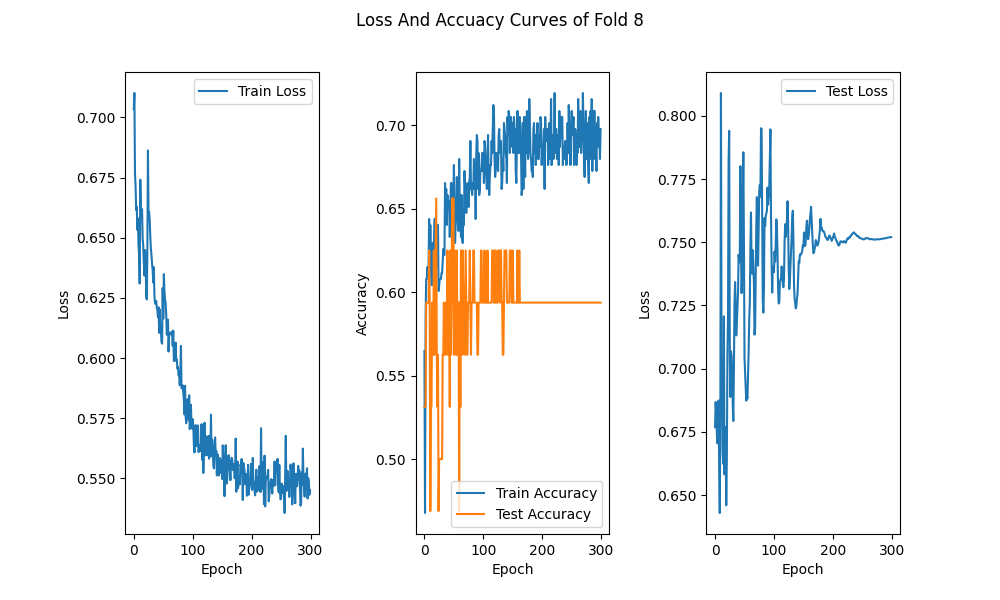 Loss And Accuacy Curves of Fold 8
Train Loss
Loss
0.700
0.675
0.650
0.625
0.600
0.575
0.550
0 100 200 300
Epoch
Accuracy
0.70
0.65
0.60
0.55
0.50
Train Accuracy
Test Accuracy
0 100 200 300
Epoch
Test Loss
Loss
0.800
0.775
0.750
0.725
0.700
0.675
0.650
0 100 200 300
Epoch